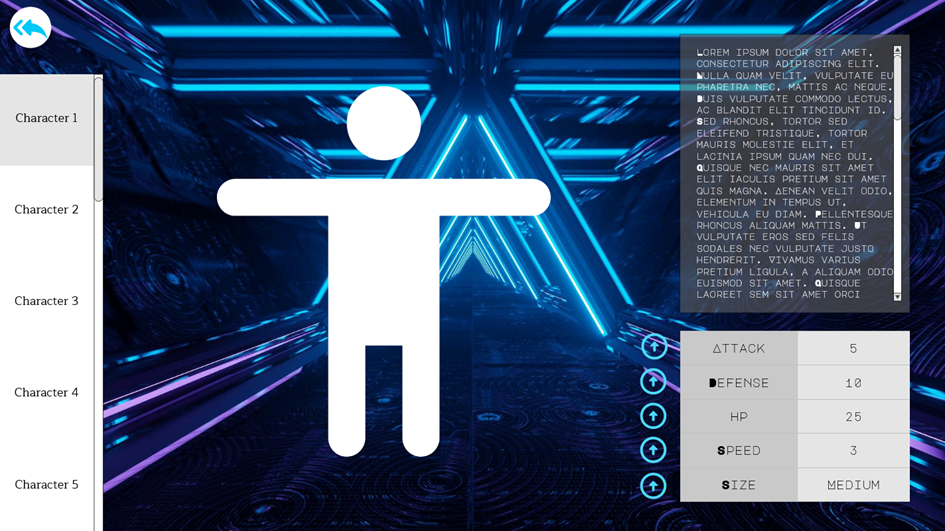 Character 1
Character 2
Character 3
Character 4
Character 5
LOREM IPSUM DOLOR SIT AMET,
CONSECTETUR ADIPISCING ELIT.
NULLA QUAM VELIT, VULPUTATE EU
PHARETRA NEC, MATTIS AC NEQUE.
DUIS VULPUTATE COMMODO LECTUS,
AC BLANDIT ELIT TINCIDUNT ID.
SED RHONCUS, TORTOR SED
ELEIFEND TRISTIQUE, TORTOR
MAURIS MOLESTIE ELIT, ET
LACINIA IPSUM QUAM NEC DUI.
QUISQUE NEC MAURIS SIT AMET
ELIT IACULIS PRETIUM SIT AMET
QUIS MAGNA. AENEAN VELIT ODIO,
ELEMENTUM IN TEMPUS UT,
VEHICULA EU DIAM. PELLENTESQUE
RHONCUS ALIQUAM MATTIS. UT
VULPUTATE EROS SED FELIS
SODALES NEC VULPUTATE JUSTO
HENDRERIT. VIVAMUS VARIUS
PRETIUM LIGULA, A ALIQUAM ODIO
EUISMOD SIT AMET. QUISQUE
LAOREET SEM SIT AMET ORCI
ATTACK 5
DEFENSE 10
HP 25
SPEED 3
SIZE MEDIUM